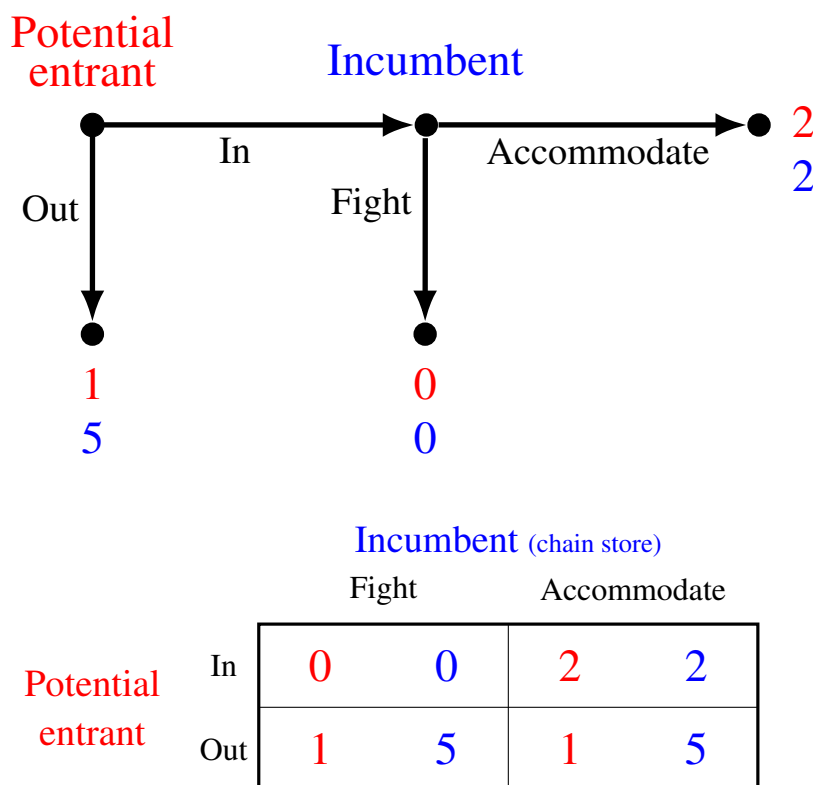 Potential
entrant
Incumbent
In
Accommodate
2
2
Out
Fight
1
5
0
0
Incumbent (chain store)
Fight Accommodate
Potential
entrant
In 0 0 2 2
Out 1 5 1 5